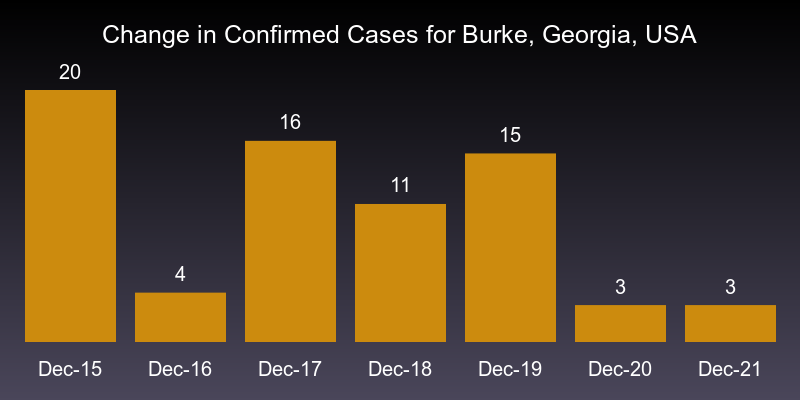 Change in Confirmed Cases for Burke, Georgia, USA
20
4
16
11
15
3
3
Dec-15
Dec-16
Dec-17
Dec-18
Dec-19
Dec-20
Dec-21